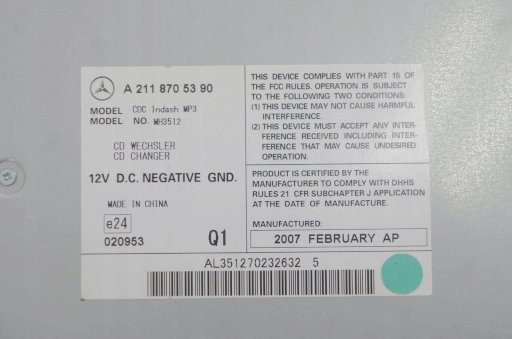 A 211 870 53 90
MODEL CDC Indash MP3
MODEL NO. MH3512
CD WECHSLER
CD CHANGER
12V D.C. NEGATIVE GND.
MADE IN CHINA
e24
020953
Q1
THIS DEVICE COMPLIES WITH PART 15 OF
THE FCC RULES. OPERATION IS SUBJECT
TO THE FOLLOWING TWO CONDITIONS:
(1) THIS DEVICE MAY NOT CAUSE HARMFUL
INTERFERENCE.
(2) THIS DEVICE MUST ACCEPT ANY INTER-
FERENCE RECEIVED INCLUDING INTER-
FERENCE THAT MAY CAUSE UNDESIRED
OPERATION.
PRODUCT IS CERTIFIED BY THE
MANUFACTURER TO COMPLY WITH DHHS
RULES 21 CFR SUBCHAPTER J APPLICATION
AT THE DATE OF MANUFACTURE.
MANUFACTURED:
2007 FEBRUARY AP
AL351270232632 5